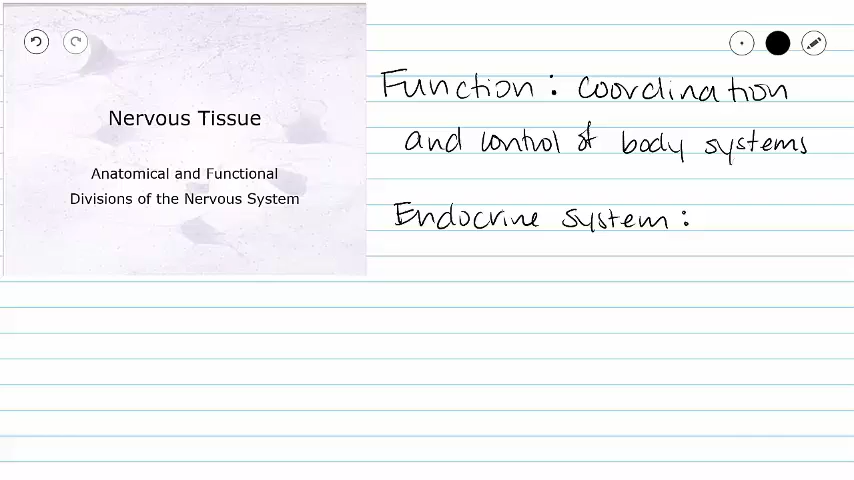 Nervous Tissue
Anatomical and Functional
Divisions of the Nervous System
Function: coordination
and control of body systems
Endocrine system: